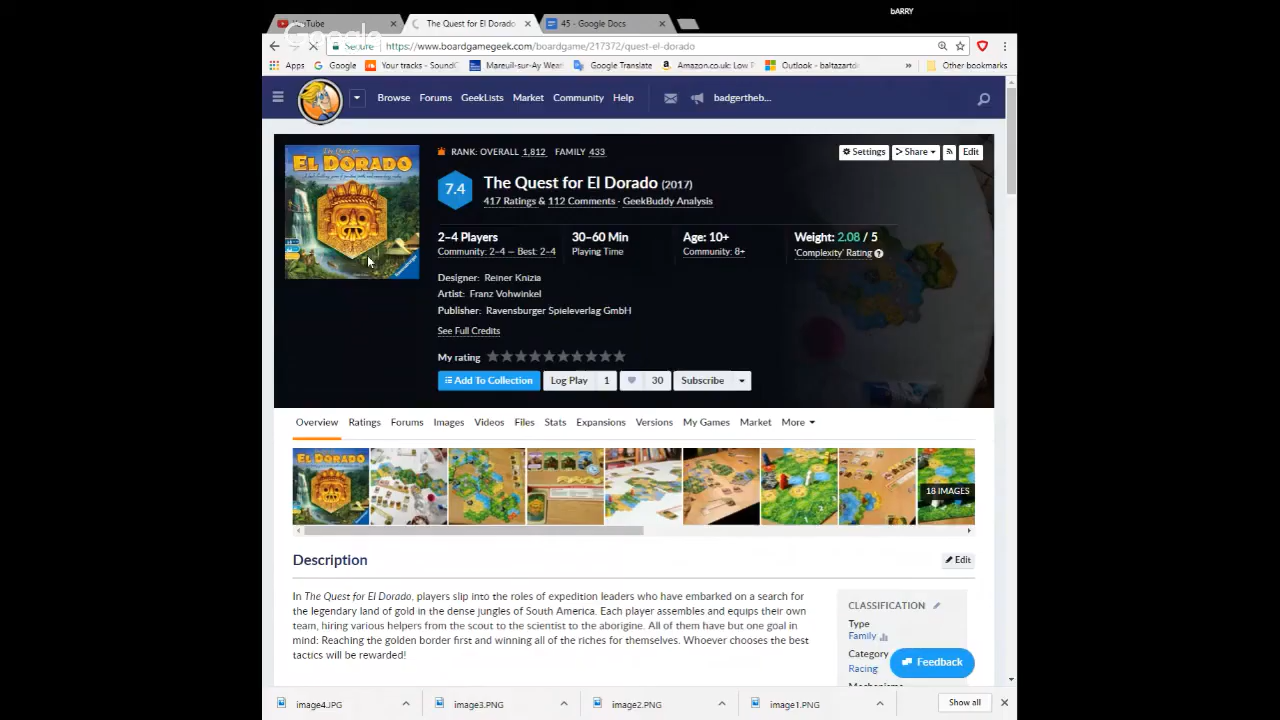 bARRY
YouTube
The Quest for El Dorado
45 - Google Docs
Google
Secure
https://www.boardgamegeek.com/boardgame/217372/quest-el-dorado
Apps
Google
Your tracks - SoundC
Mareuil-sur-Ay Weat
Google Translate
Amazon.co.uk: Low P
Outlook - baltazartd
»
Other bookmarks
Browse
Forums
GeekLists
Market
Community
Help
badgertheb...
The Quest for
EL DORADO
Ravensburger
RANK: OVERALL 1,812 FAMILY 433
Settings
Share
Edit
7.4
The Quest for El Dorado (2017)
417 Ratings & 112 Comments · GeekBuddy Analysis
2–4 Players
Community: 2–4 — Best: 2–4
30–60 Min
Playing Time
Age: 10+
Community: 8+
Weight: 2.08 / 5
'Complexity' Rating
Designer: Reiner Knizia
Artist: Franz Vohwinkel
Publisher: Ravensburger Spieleverlag GmbH
See Full Credits
My rating
Add To Collection
Log Play 1
30
Subscribe
Overview
Ratings
Forums
Images
Videos
Files
Stats
Expansions
Versions
My Games
Market
More
EL DORADO
18 IMAGES
Description
Edit
In The Quest for El Dorado, players slip into the roles of expedition leaders who have embarked on a search for
the legendary land of gold in the dense jungles of South America. Each player assembles and equips their own
team, hiring various helpers from the scout to the scientist to the aborigine. All of them have but one goal in
mind: Reaching the golden border first and winning all of the riches for themselves. Whoever chooses the best
tactics will be rewarded!
CLASSIFICATION
Type
Family
Category
Racing
Mechanisms
Feedback
image4.JPG
image3.PNG
image2.PNG
image1.PNG
Show all